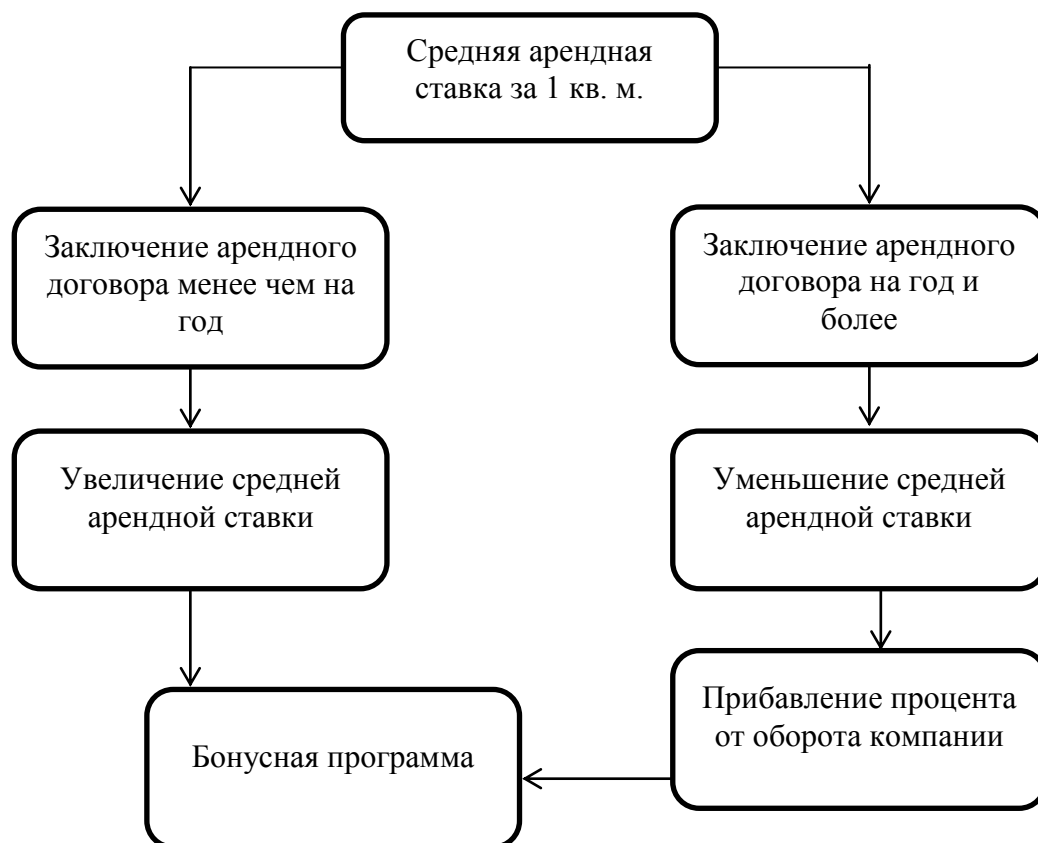 Средняя арендная
ставка за 1 кв. м.
Заключение арендного
договора менее чем на
год
Заключение арендного
договора на год и
более
Увеличение средней
арендной ставки
Уменьшение средней
арендной ставки
Прибавление процента
от оборота компании
Бонусная программа